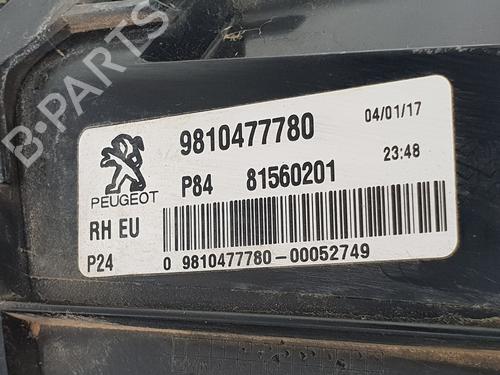 B-PARTS
9810477780 04/01/17
P84 81560201 23:48
PEUGEOT
RH EU
P24 0 9810477780-00052749